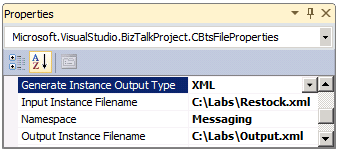 Properties
Microsoft.VisualStudio.BizTalkProject.CBtsFileProperties
Generate Instance Output Type XML
Input Instance Filename C:\Labs\Restock.xml
Namespace Messaging
Output Instance Filename C:\Labs\Output.xml